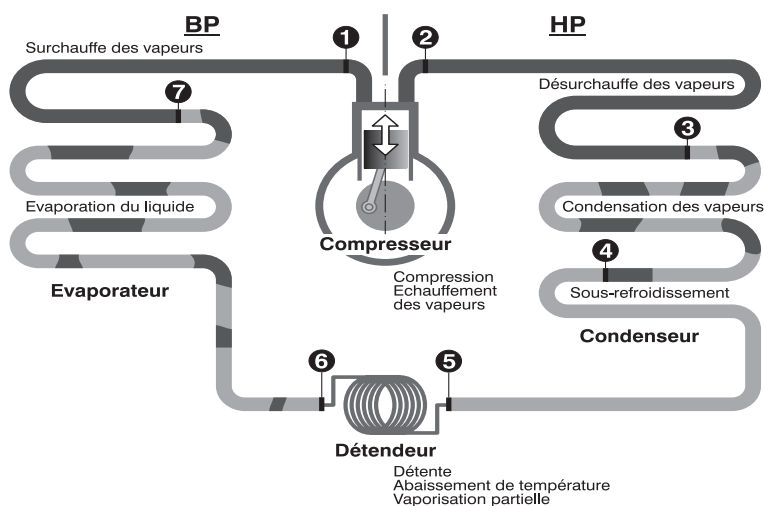 BP
HP
1
2
Surchauffe des vapeurs
Désurchauffe des vapeurs
7
3
Evaporation du liquide
Condensation des vapeurs
Compresseur
4
Compression
Echauffement
des vapeurs
Evaporateur
Sous-refroidissement
Condenseur
6
5
Détendeur
Détente
Abaissement de température
Vaporisation partielle